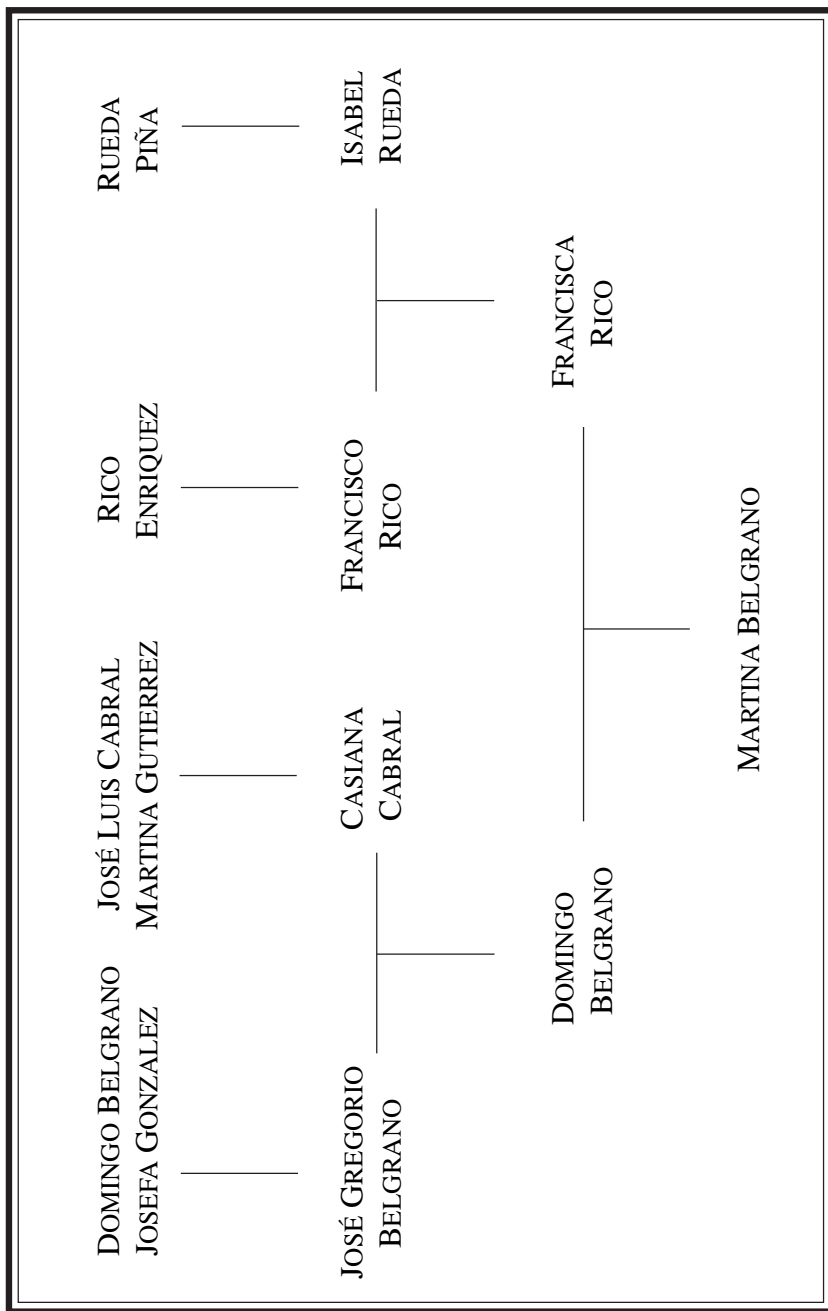 DOMINGO BELGRANO
JOSEFA GONZALEZ
JOSÉ LUIS CABRAL
MARTINA GUTIERREZ
RICO
ENRIQUEZ
RUEDA
PIÑA
JOSÉ GREGORIO
BELGRANO
CASIANA
CABRAL
FRANCISCO
RICO
ISABEL
RUEDA
DOMINGO
BELGRANO
FRANCISCA
RICO
MARTINA BELGRANO